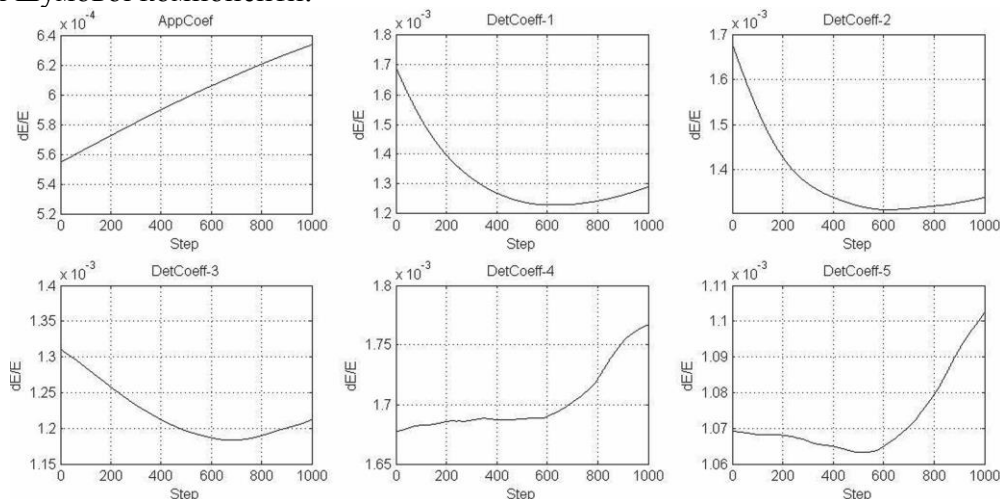 шумової компоненти.
x 10⁻⁴
AppCoef
6.4
6.2
6
5.8
5.6
5.4
5.2
dE/E
0 200 400 600 800 1000
Step
x 10⁻³
DetCoeff-1
1.7
1.6
1.5
1.4
1.3
1.2
dE/E
0 200 400 600 800 1000
Step
x 10⁻³
DetCoeff-2
1.7
1.6
1.5
1.4
dE/E
0 200 400 600 800 1000
Step
x 10⁻³
DetCoeff-3
1.4
1.35
1.3
1.25
1.2
1.15
dE/E
0 200 400 600 800 1000
Step
x 10⁻³
DetCoeff-4
1.8
1.75
1.7
1.65
dE/E
0 200 400 600 800 1000
Step
x 10⁻³
DetCoeff-5
1.11
1.1
1.09
1.08
1.07
1.06
dE/E
0 200 400 600 800 1000
Step